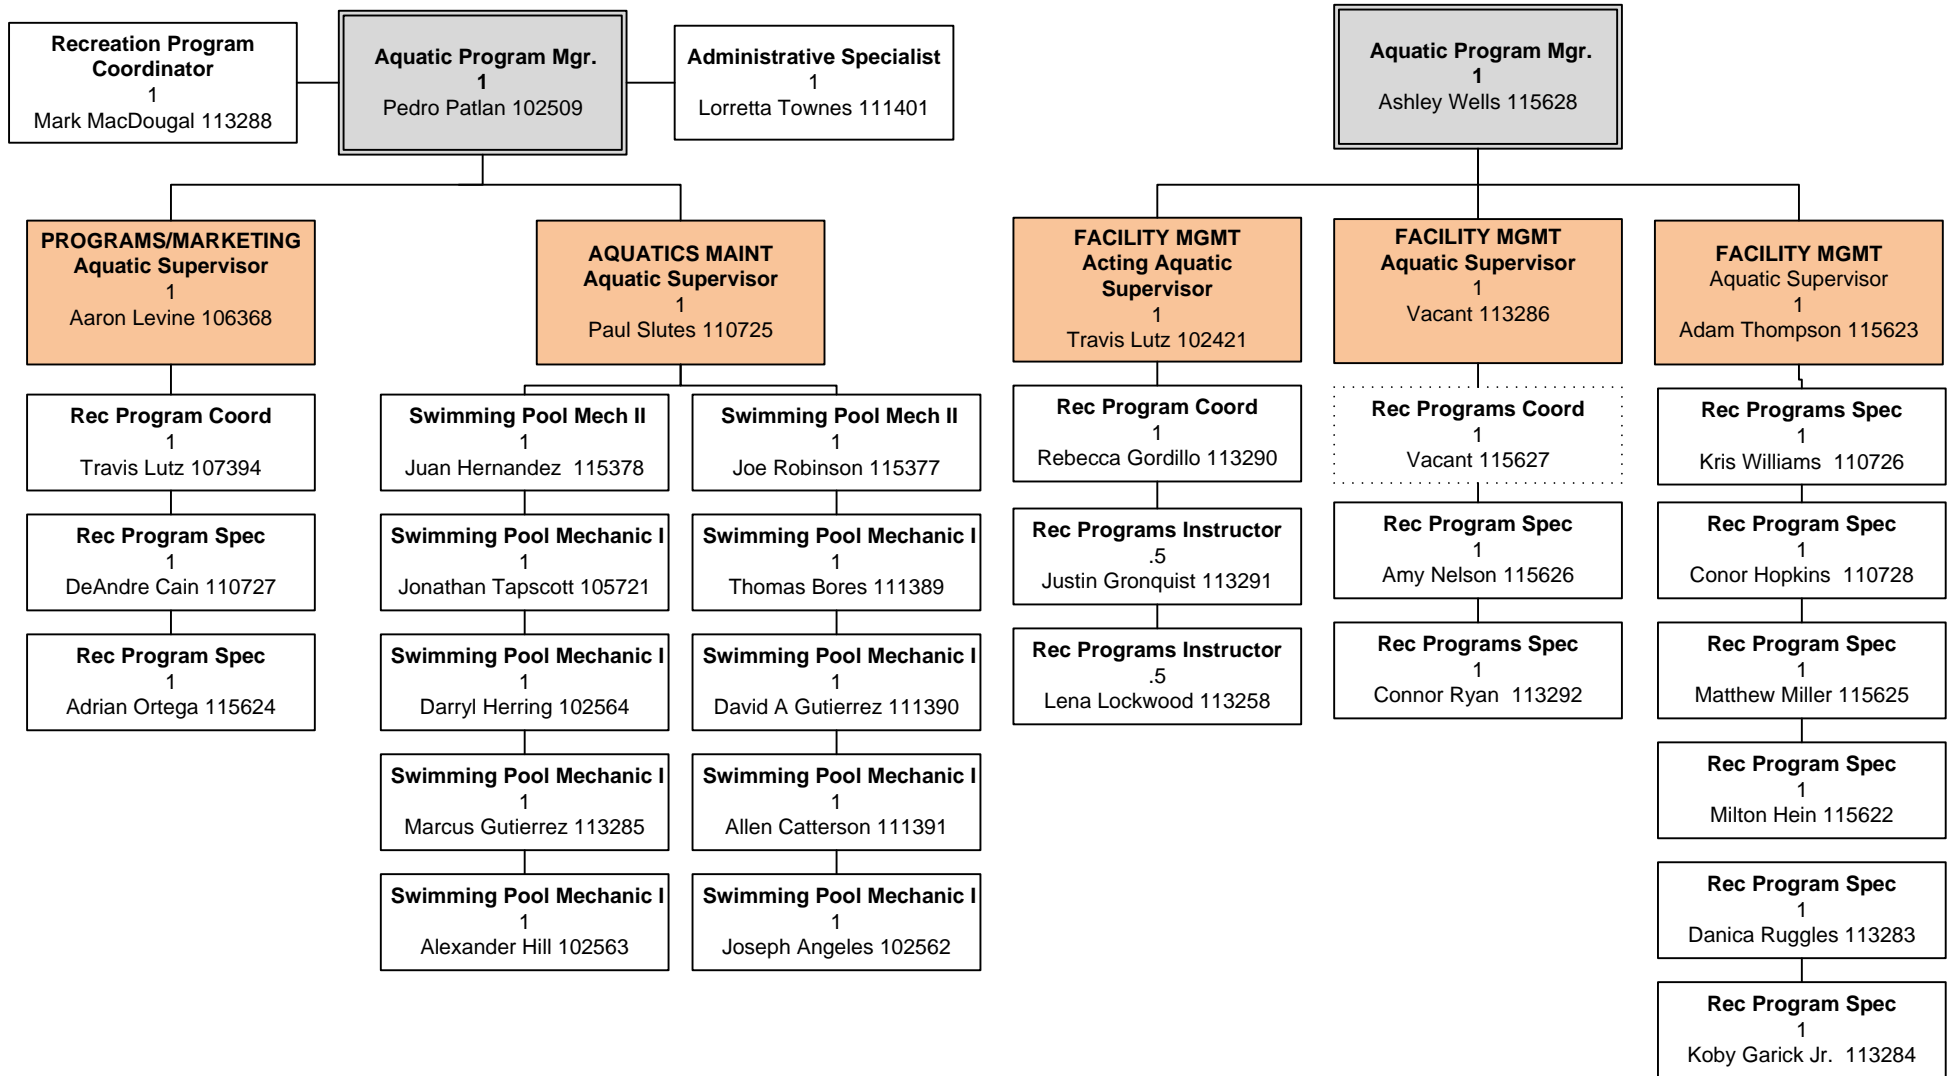 Recreation Program
Coordinator
1
Mark MacDougal 113288
Aquatic Program Mgr.
1
Pedro Patlan 102509
Administrative Specialist
1
Lorretta Townes 111401
Aquatic Program Mgr.
1
Ashley Wells 115628
PROGRAMS/MARKETING
Aquatic Supervisor
1
Aaron Levine 106368
AQUATICS MAINT
Aquatic Supervisor
1
Paul Slutes 110725
FACILITY MGMT
Acting Aquatic
Supervisor
1
Travis Lutz 102421
FACILITY MGMT
Aquatic Supervisor
1
Vacant 113286
FACILITY MGMT
Aquatic Supervisor
1
Adam Thompson 115623
Rec Program Coord
1
Travis Lutz 107394
Rec Program Spec
1
DeAndre Cain 110727
Rec Program Spec
1
Adrian Ortega 115624
Swimming Pool Mech II
1
Juan Hernandez 115378
Swimming Pool Mechanic I
1
Jonathan Tapscott 105721
Swimming Pool Mechanic I
1
Darryl Herring 102564
Swimming Pool Mechanic I
1
Marcus Gutierrez 113285
Swimming Pool Mechanic I
1
Alexander Hill 102563
Swimming Pool Mech II
1
Joe Robinson 115377
Swimming Pool Mechanic I
1
Thomas Bores 111389
Swimming Pool Mechanic I
1
David A Gutierrez 111390
Swimming Pool Mechanic I
1
Allen Catterson 111391
Swimming Pool Mechanic I
1
Joseph Angeles 102562
Rec Program Coord
1
Rebecca Gordillo 113290
Rec Programs Instructor
.5
Justin Gronquist 113291
Rec Programs Instructor
.5
Lena Lockwood 113258
Rec Programs Coord
1
Vacant 115627
Rec Program Spec
1
Amy Nelson 115626
Rec Programs Spec
1
Connor Ryan 113292
Rec Programs Spec
1
Kris Williams 110726
Rec Program Spec
1
Conor Hopkins 110728
Rec Program Spec
1
Matthew Miller 115625
Rec Program Spec
1
Milton Hein 115622
Rec Program Spec
1
Danica Ruggles 113283
Rec Program Spec
1
Koby Garick Jr. 113284